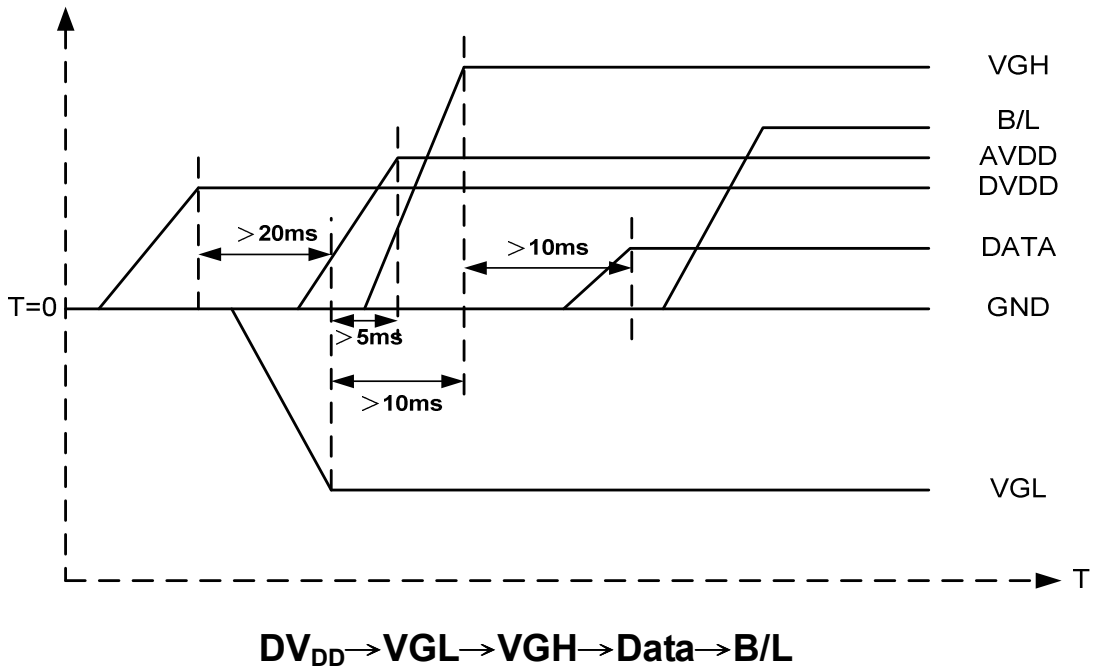 VGH
B/L
AVDD
DVDD
>20ms
>10ms
DATA
T=0
GND
>5ms
>10ms
VGL
T
DVDD→VGL→VGH→Data→B/L